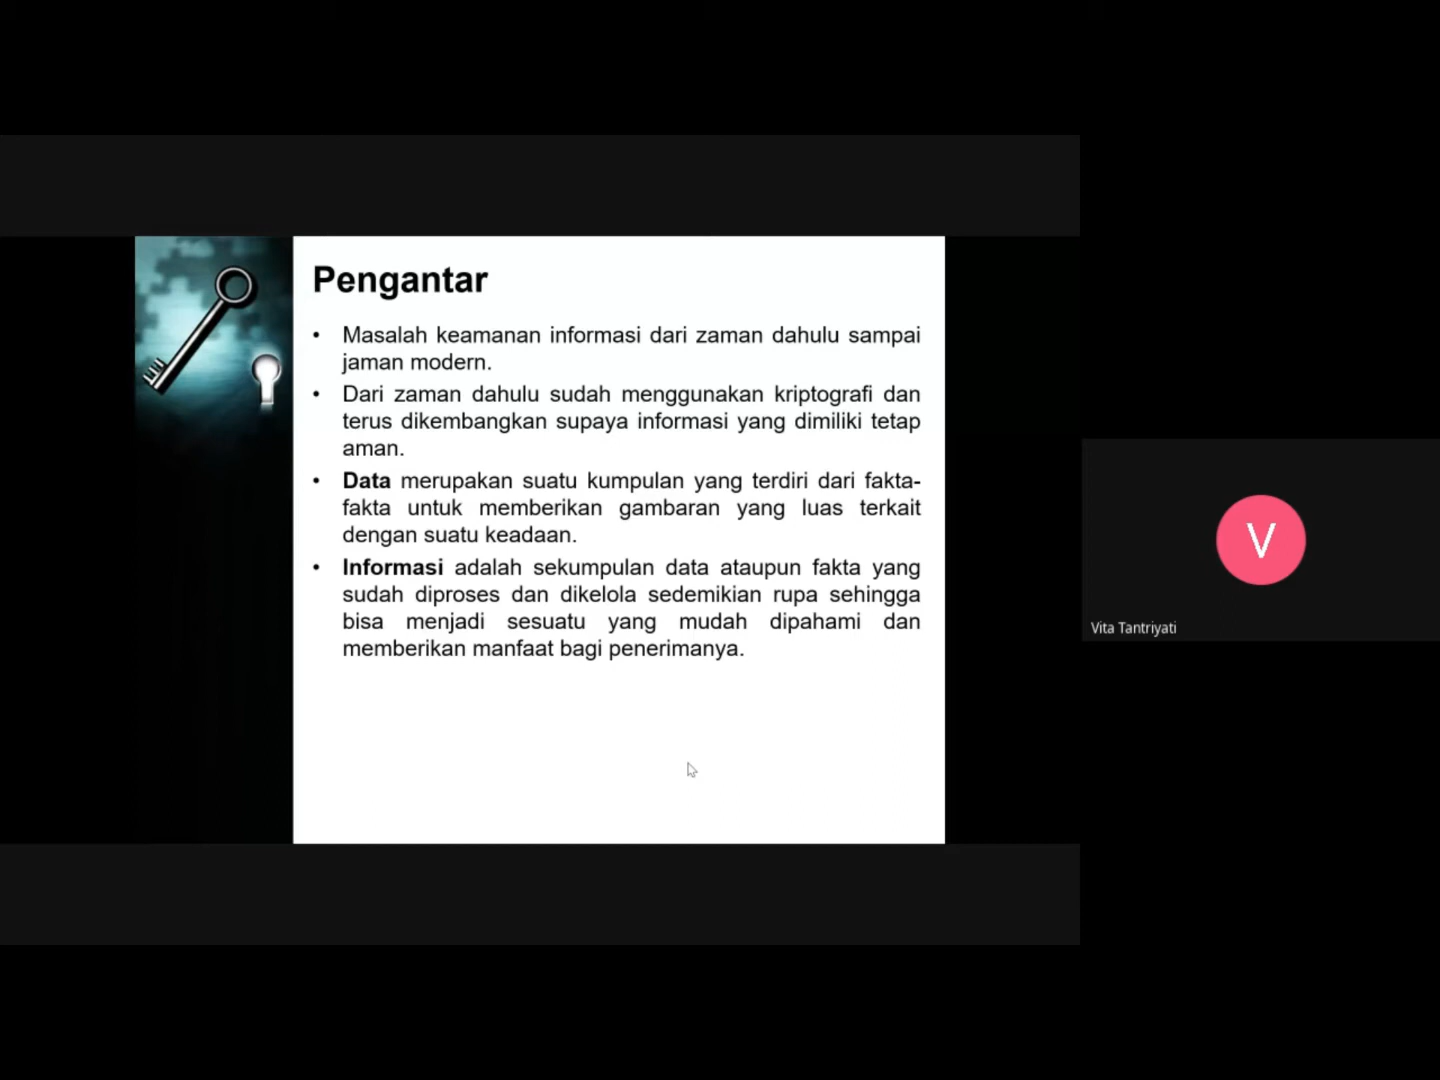 Pengantar
• Masalah keamanan informasi dari zaman dahulu sampai
jaman modern.
• Dari zaman dahulu sudah menggunakan kriptografi dan
terus dikembangkan supaya informasi yang dimiliki tetap
aman.
• Data merupakan suatu kumpulan yang terdiri dari fakta-
fakta untuk memberikan gambaran yang luas terkait
dengan suatu keadaan.
• Informasi adalah sekumpulan data ataupun fakta yang
sudah diproses dan dikelola sedemikian rupa sehingga
bisa menjadi sesuatu yang mudah dipahami dan
memberikan manfaat bagi penerimanya.
V
Vita Tantriyati